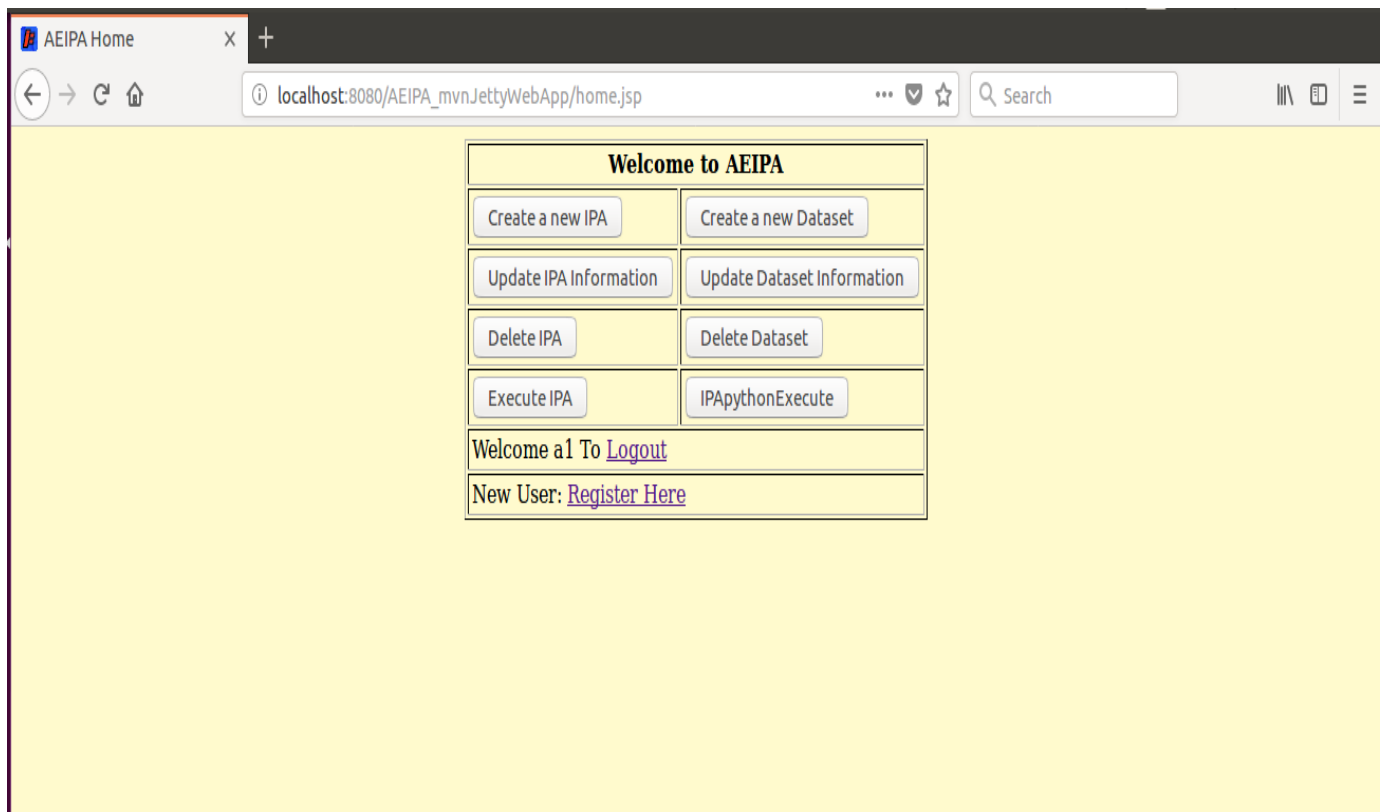 AEIPA Home
localhost:8080/AEIPA_mvnJettyWebApp/home.jsp
Search
Welcome to AEIPA
Create a new IPA
Create a new Dataset
Update IPA Information
Update Dataset Information
Delete IPA
Delete Dataset
Execute IPA
IPApythonExecute
Welcome a1 To Logout
New User: Register Here